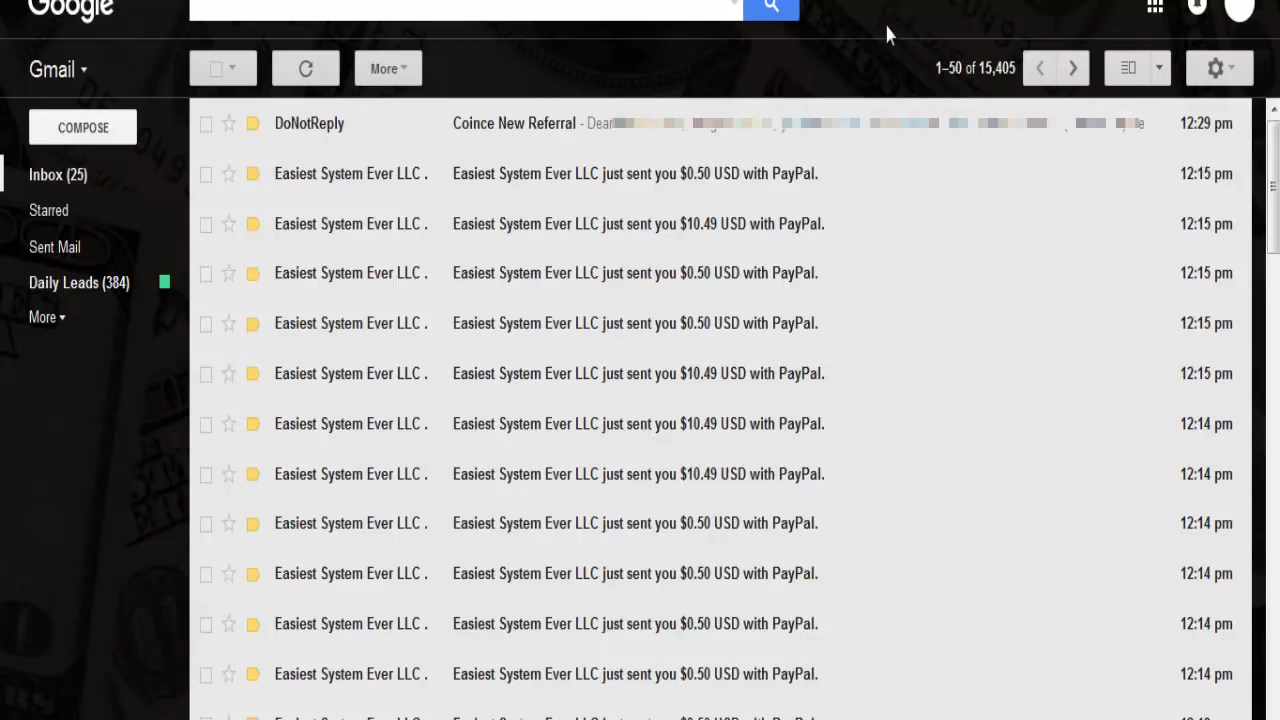 Google
Gmail
More
1–50 of 15,405
COMPOSE
Inbox (25)
Starred
Sent Mail
Daily Leads (384)
More
DoNotReply Coince New Referral - Dear 12:29 pm
Easiest System Ever LLC . Easiest System Ever LLC just sent you $0.50 USD with PayPal. 12:15 pm
Easiest System Ever LLC . Easiest System Ever LLC just sent you $10.49 USD with PayPal. 12:15 pm
Easiest System Ever LLC . Easiest System Ever LLC just sent you $0.50 USD with PayPal. 12:15 pm
Easiest System Ever LLC . Easiest System Ever LLC just sent you $0.50 USD with PayPal. 12:15 pm
Easiest System Ever LLC . Easiest System Ever LLC just sent you $10.49 USD with PayPal. 12:15 pm
Easiest System Ever LLC . Easiest System Ever LLC just sent you $10.49 USD with PayPal. 12:14 pm
Easiest System Ever LLC . Easiest System Ever LLC just sent you $10.49 USD with PayPal. 12:14 pm
Easiest System Ever LLC . Easiest System Ever LLC just sent you $0.50 USD with PayPal. 12:14 pm
Easiest System Ever LLC . Easiest System Ever LLC just sent you $0.50 USD with PayPal. 12:14 pm
Easiest System Ever LLC . Easiest System Ever LLC just sent you $0.50 USD with PayPal. 12:14 pm
Easiest System Ever LLC . Easiest System Ever LLC just sent you $0.50 USD with PayPal. 12:14 pm